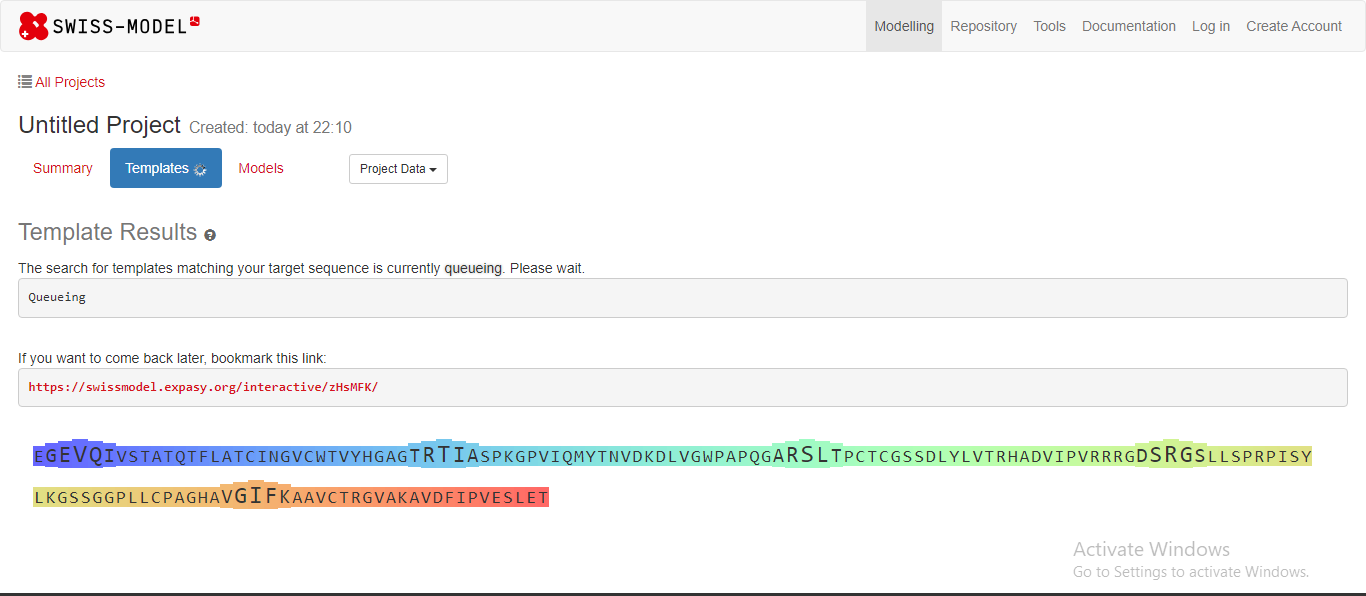 SWISS-MODEL
Modelling Repository Tools Documentation Log in Create Account
All Projects
Untitled Project Created: today at 22:10
Summary Templates Models Project Data
Template Results ?
The search for templates matching your target sequence is currently queueing. Please wait.
Queueing
If you want to come back later, bookmark this link:
https://swissmodel.expasy.org/interactive/zHsMFK/
EGEVQIVSTATQTFLATCINGVCWTVYHGAGTRTIASPKGPVIQMYTNVDKDLVGWPAPQGARSLTPCTCGSSDLYLVTRHADVIPVRRRGDSRGSLLSPRPISY
LKGSSGGPLLCPAGHAVGIFKAAVCTRGVAKAVDFIPVESLET
Activate Windows
Go to Settings to activate Windows.